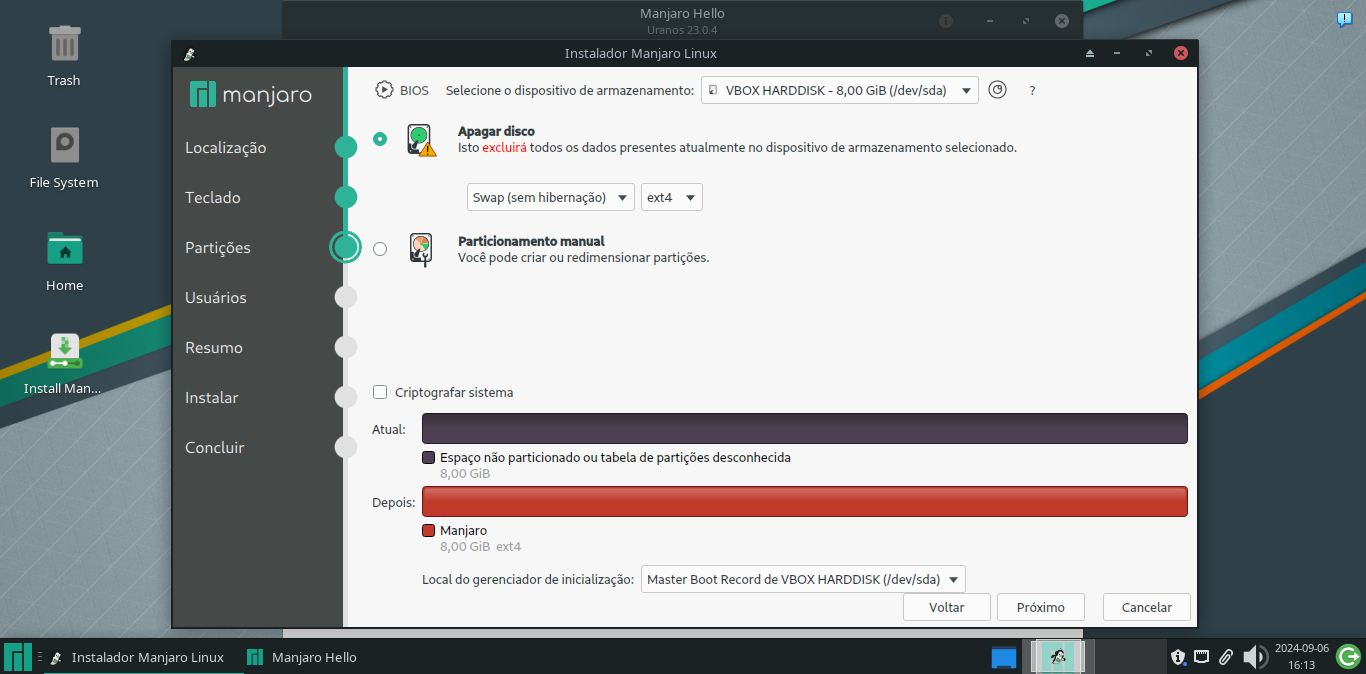 Manjaro Hello
Uranos 23.0.4
Instalador Manjaro Linux
Trash
File System
Home
Install Man...
manjaro
Localização
Teclado
Partições
Usuários
Resumo
Instalar
Concluir
BIOS Selecione o dispositivo de armazenamento: VBOX HARDDISK - 8,00 GiB (/dev/sda) ?
Apagar disco
Isto excluirá todos os dados presentes atualmente no dispositivo de armazenamento selecionado.
Swap (sem hibernação) ext4
Particionamento manual
Você pode criar ou redimensionar partições.
Criptografar sistema
Atual:
Espaço não particionado ou tabela de partições desconhecida
8,00 GiB
Depois:
Manjaro
8,00 GiB ext4
Local do gerenciador de inicialização: Master Boot Record de VBOX HARDDISK (/dev/sda)
Voltar Próximo Cancelar
Instalador Manjaro Linux Manjaro Hello
2024-09-06
16:13